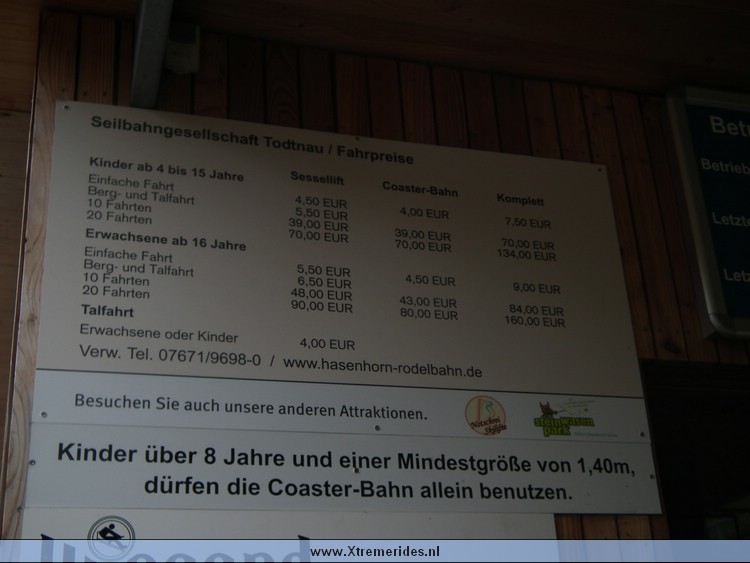 Seilbahngesellschaft Todtnau / Fahrpreise
Kinder ab 4 bis 15 Jahre Sessellift Coaster-Bahn Komplett
Einfache Fahrt 4,50 EUR 4,00 EUR 7,50 EUR
Berg- und Talfahrt 5,50 EUR
10 Fahrten 39,00 EUR 39,00 EUR 70,00 EUR
20 Fahrten 70,00 EUR 70,00 EUR 134,00 EUR
Erwachsene ab 16 Jahre
Einfache Fahrt 5,50 EUR 4,50 EUR 9,00 EUR
Berg- und Talfahrt 6,50 EUR
10 Fahrten 48,00 EUR 43,00 EUR 84,00 EUR
20 Fahrten 90,00 EUR 80,00 EUR 160,00 EUR
Talfahrt
Erwachsene oder Kinder 4,00 EUR
Verw. Tel. 07671/9698-0 / www.hasenhorn-rodelbahn.de
Besuchen Sie auch unsere anderen Attraktionen.
steinwasen
park
Kinder über 8 Jahre und einer Mindestgröße von 1,40m,
dürfen die Coaster-Bahn allein benutzen.
Bet
Betrieb
Letzte
Letz
www.Xtremerides.nl